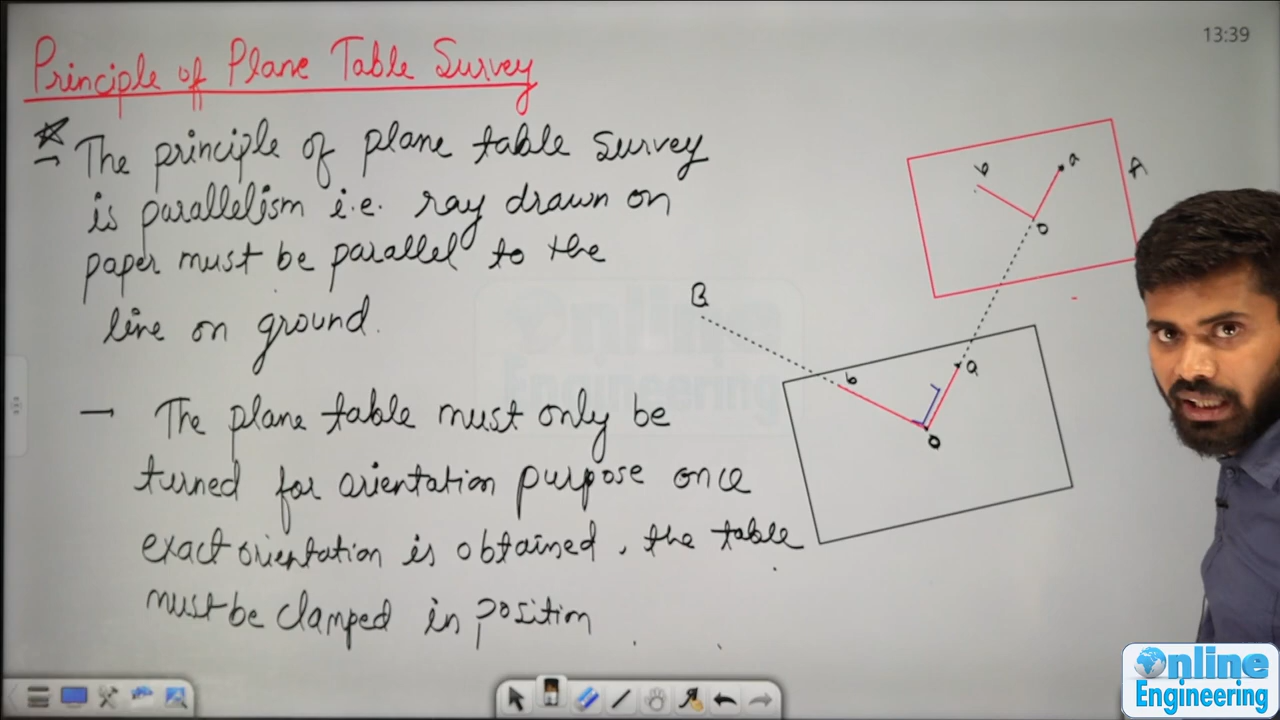 13:39
Principle of Plane Table Survey
The principle of plane table survey
is parallelism i.e. ray drawn on
paper must be parallel to the
line on ground.
→ The plane table must only be
turned for orientation purpose once
exact orientation is obtained, the table
must be clamped in position
b
a
A
o
B
b
a
o
Online
Online
Engineering